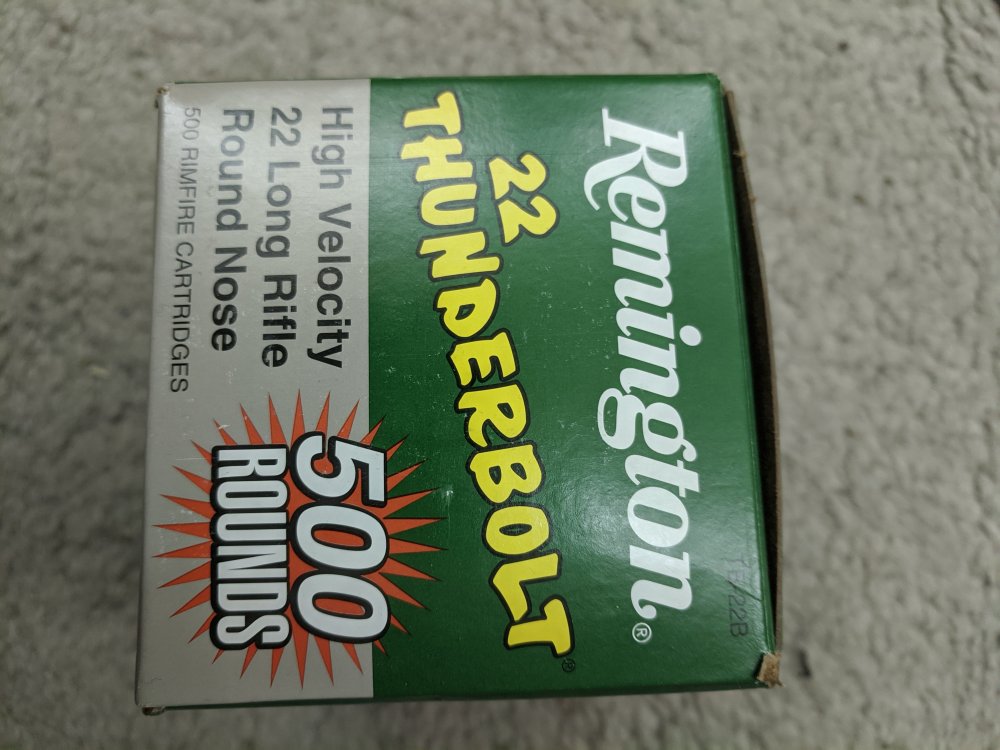 TB22B
Remington®
22
THUNDERBOLT®
High Velocity
22 Long Rifle
Round Nose
500 RIMFIRE CARTRIDGES
500
ROUNDS